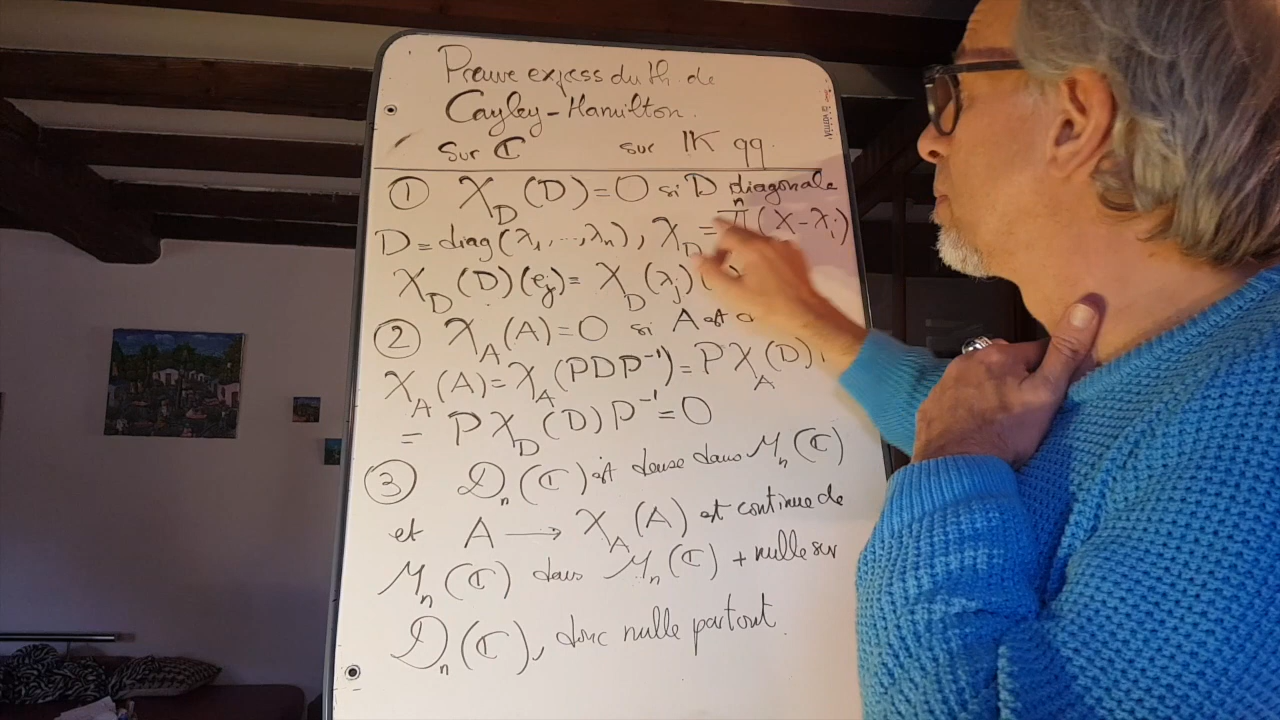 Preuve express du th. de
Cayley-Hamilton.
Sur ℂ sur 𝕂 qq.
① χ_D(D)=0 si D diagonale
D=diag(λ₁,...,λₙ), χ_D = ∏ⁿ(X-λᵢ)
χ_D(D)(eⱼ)= χ_D(λⱼ)
② χ_A(A)=0 si A est
χ_A(A)=χ_A(PDP⁻¹)=Pχ_A(D)
= Pχ_D(D)P⁻¹=0
③ 𝒟ₙ(ℂ) est dense dans ℳₙ(ℂ)
et A → χ_A(A) est continue de
ℳₙ(ℂ) dans ℳₙ(ℂ) + nulle sur
𝒟ₙ(ℂ), donc nulle partout.